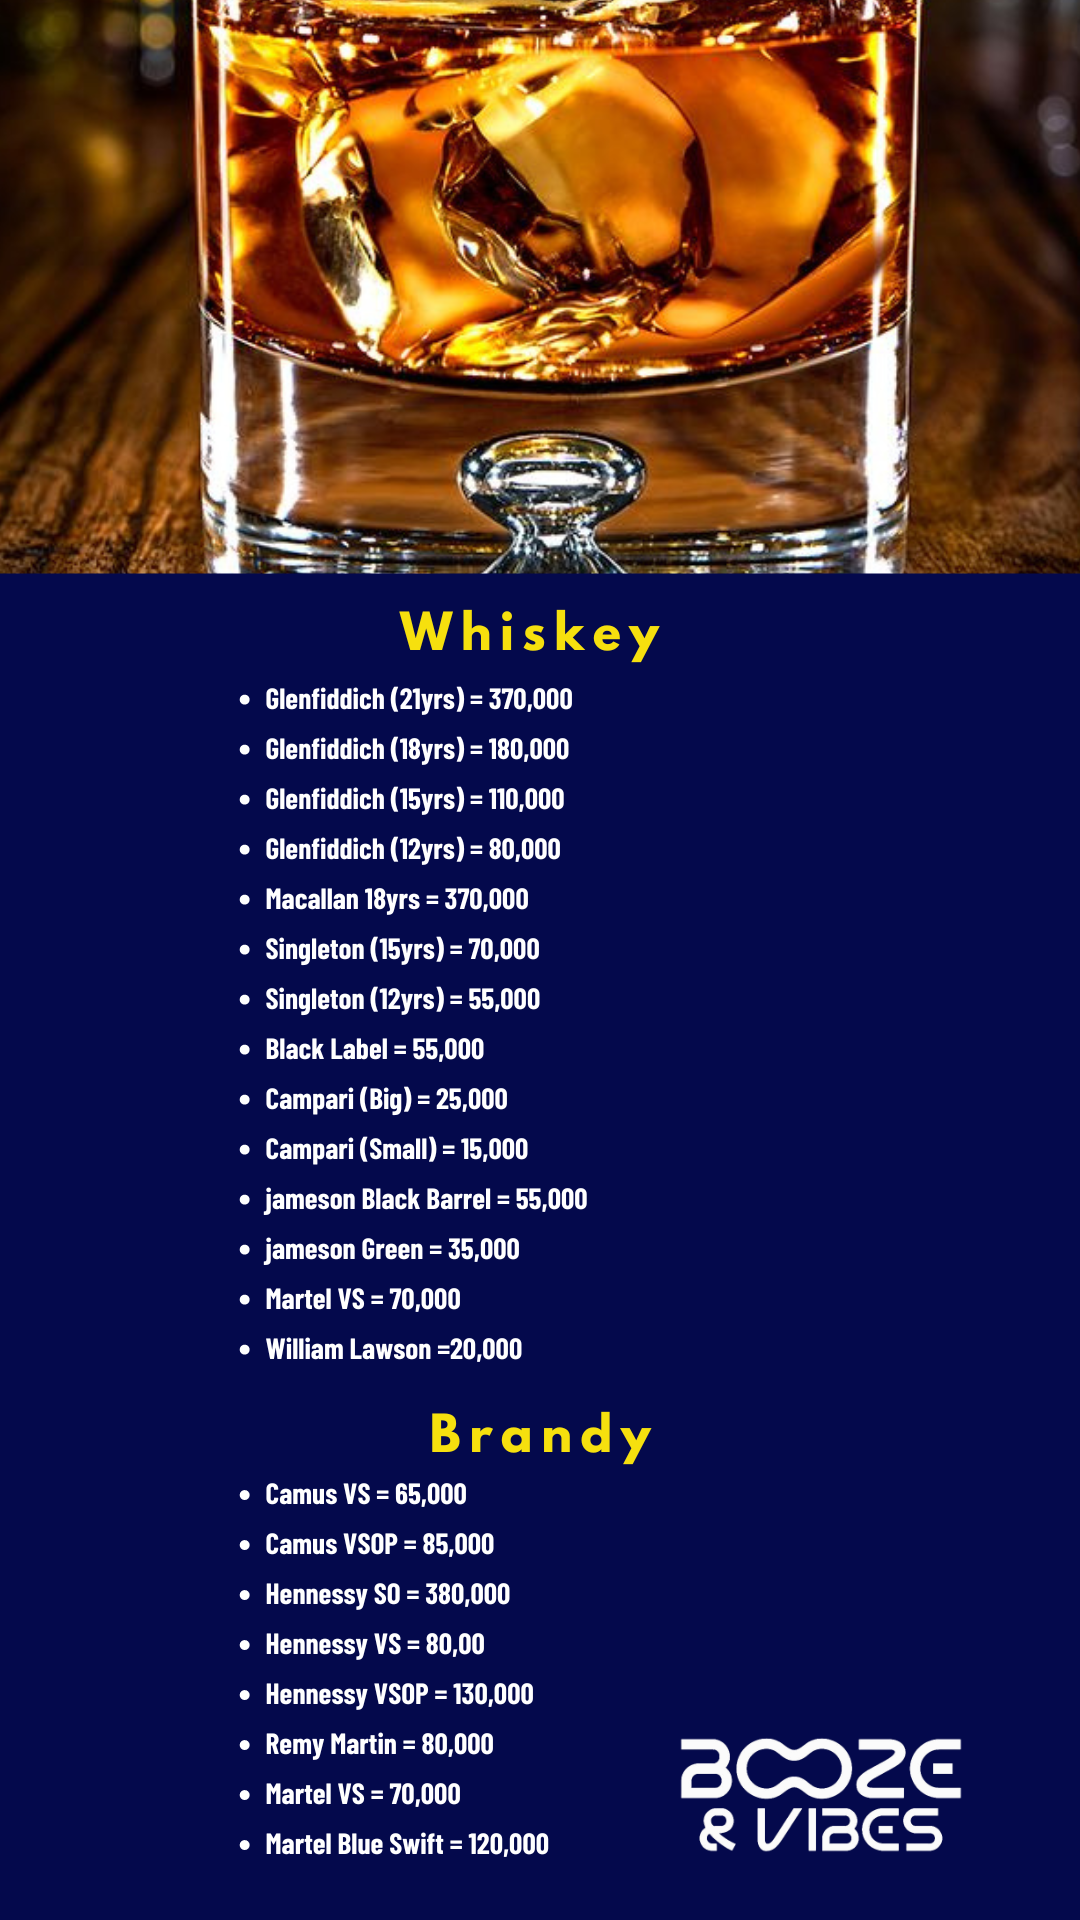 Whiskey
• Glenfiddich (21yrs) = 370,000
• Glenfiddich (18yrs) = 180,000
• Glenfiddich (15yrs) = 110,000
• Glenfiddich (12yrs) = 80,000
• Macallan 18yrs = 370,000
• Singleton (15yrs) = 70,000
• Singleton (12yrs) = 55,000
• Black Label = 55,000
• Campari (Big) = 25,000
• Campari (Small) = 15,000
• jameson Black Barrel = 55,000
• jameson Green = 35,000
• Martel VS = 70,000
• William Lawson =20,000
Brandy
• Camus VS = 65,000
• Camus VSOP = 85,000
• Hennessy SO = 380,000
• Hennessy VS = 80,00
• Hennessy VSOP = 130,000
• Remy Martin = 80,000
• Martel VS = 70,000
• Martel Blue Swift = 120,000
BOOZE
& VIBES